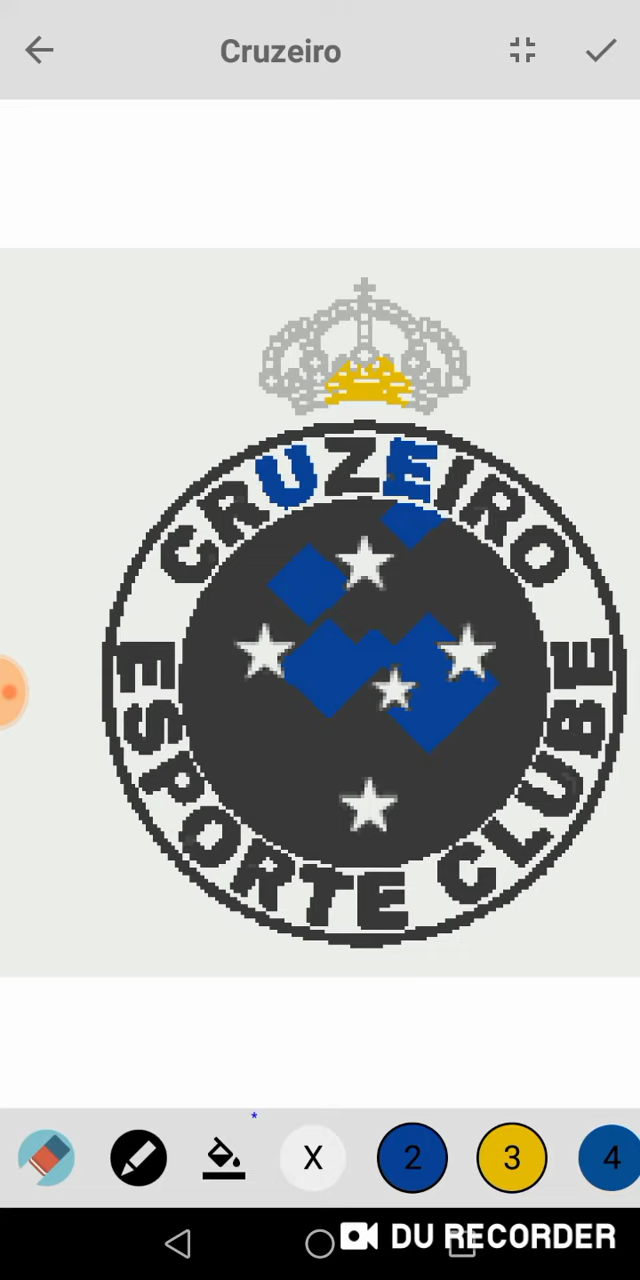 Cruzeiro
CRUZEIRO
ESPORTE CLUBE
*
X 2 3 4
DU RECORDER